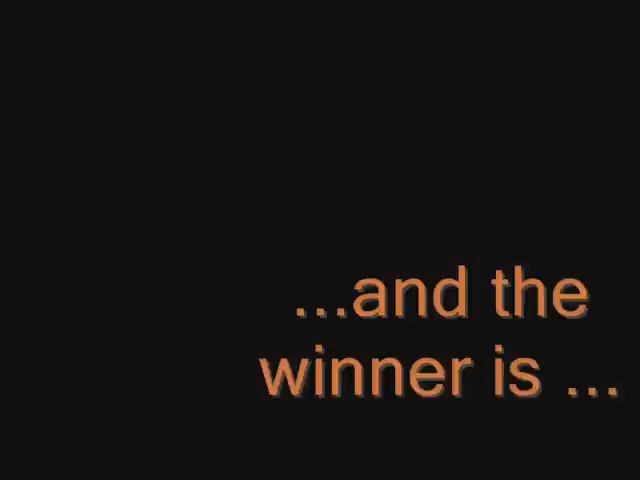 ...and the
winner is ...